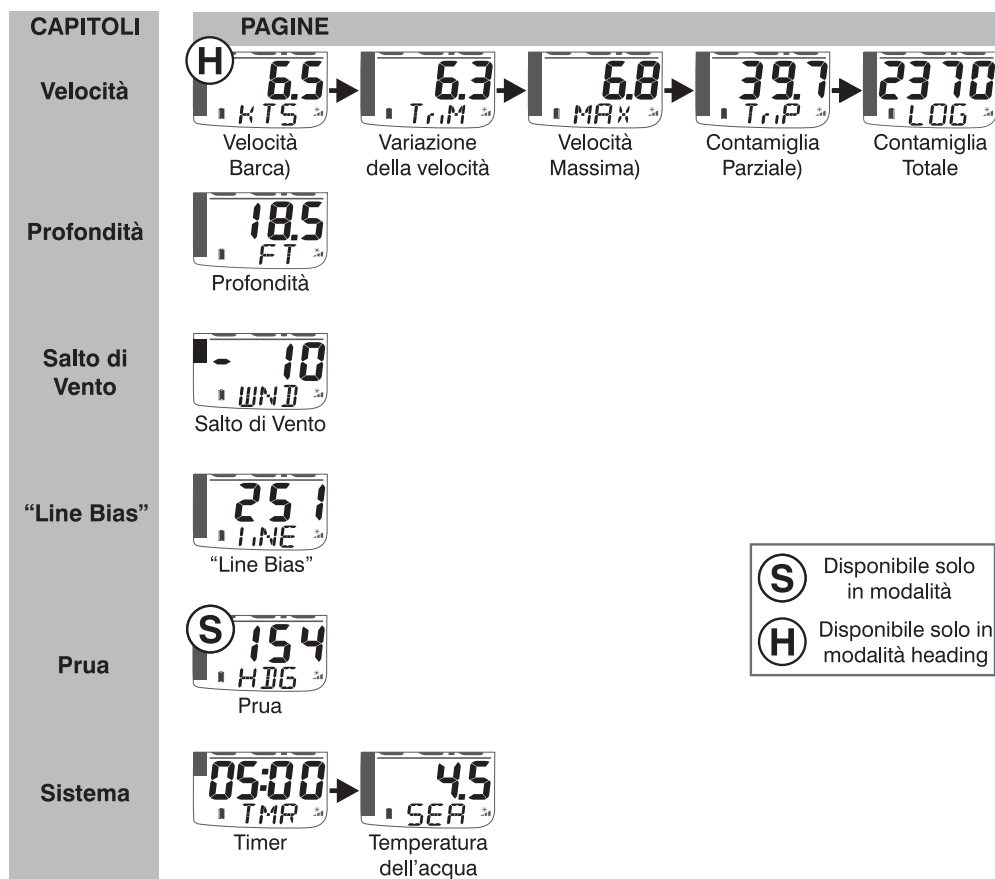 CAPITOLI PAGINE
Velocità
H
6.5
KTS
Velocità
Barca)
6.3
TriM
Variazione
della velocità
6.8
MAX
Velocità
Massima)
39.7
TriP
Contamiglia
Parziale)
2370
LOG
Contamiglia
Totale
Profondità
18.5
FT
Profondità
Salto di
Vento
- 10
WND
Salto di Vento
“Line Bias”
251
LiNE
“Line Bias”
S Disponibile solo
in modalità
H Disponibile solo in
modalità heading
Prua
S
154
HDG
Prua
Sistema
05:00
TMR
Timer
4.5
SEA
Temperatura
dell'acqua